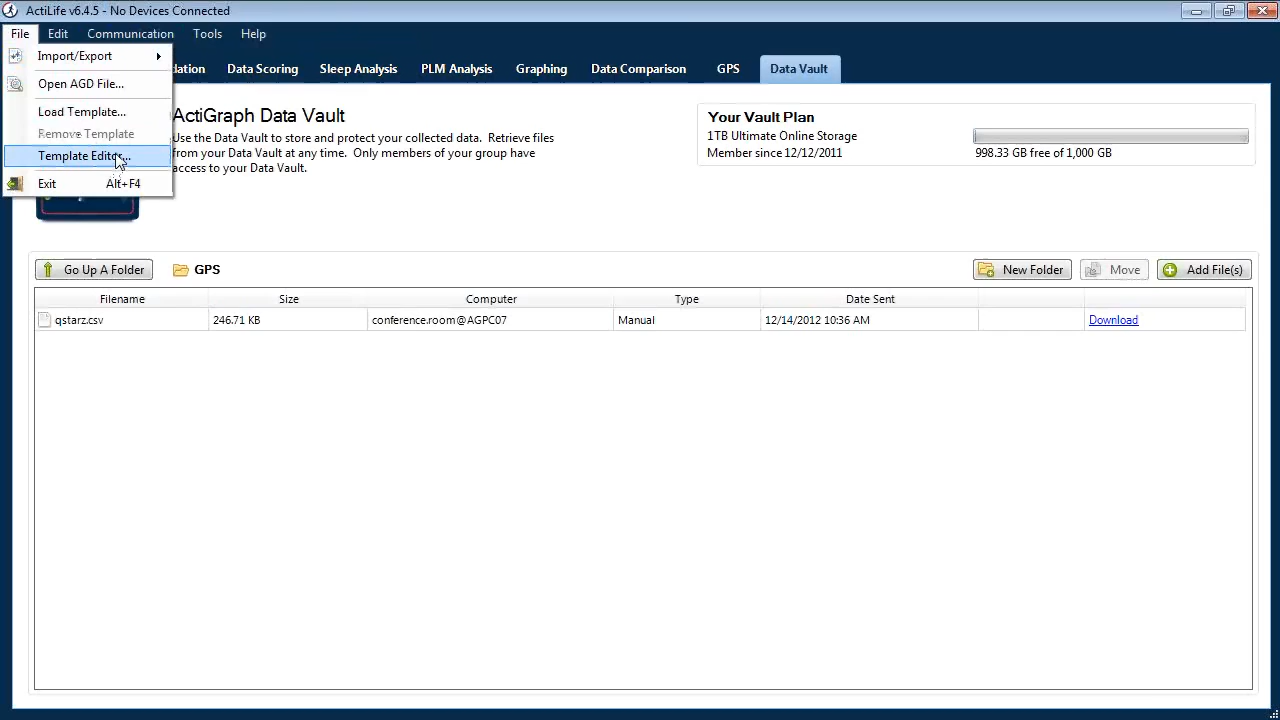 ActiLife v6.4.5 - No Devices Connected
File Edit Communication Tools Help
Import/Export
Open AGD File...
Load Template...
Remove Template
Template Editor...
Exit Alt+F4
dation Data Scoring Sleep Analysis PLM Analysis Graphing Data Comparison GPS Data Vault
ActiGraph Data Vault
Use the Data Vault to store and protect your collected data. Retrieve files
from your Data Vault at any time. Only members of your group have
access to your Data Vault.
Your Vault Plan
1TB Ultimate Online Storage
Member since 12/12/2011
998.33 GB free of 1,000 GB
Go Up A Folder GPS New Folder Move Add File(s)
Filename Size Computer Type Date Sent
qstarz.csv 246.71 KB conference.room@AGPC07 Manual 12/14/2012 10:36 AM Download